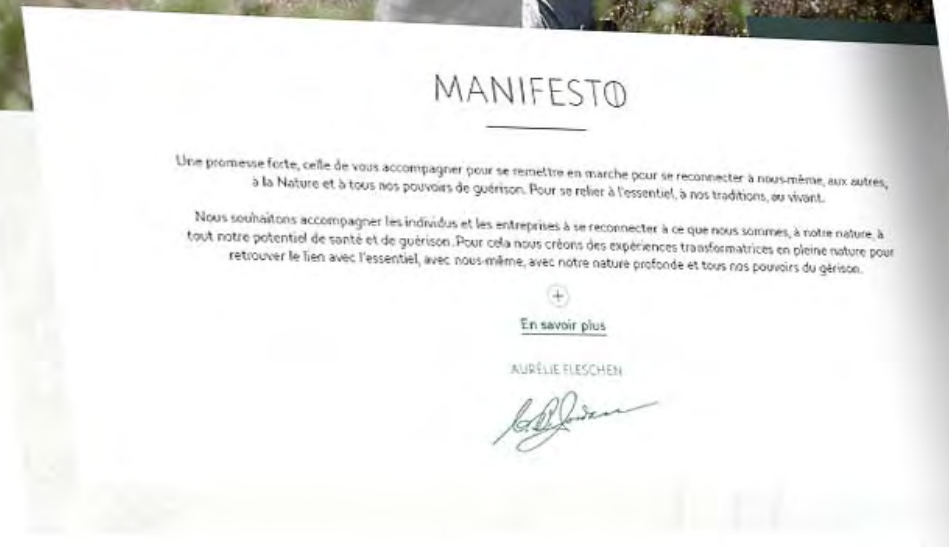 MANIFESTO
Une promesse forte, celle de vous accompagner pour se remettre en marche pour se reconnecter à nous-même, aux autres,
à la Nature et à tous nos pouvoirs de guérison. Pour se relier à l'essentiel, à nos traditions, au vivant.
Nous souhaitons accompagner les individus et les entreprises à se reconnecter à ce que nous sommes, à notre nature, à
tout notre potentiel de santé et de guérison. Pour cela nous créons des expériences transformatrices en pleine nature pour
retrouver le lien avec l'essentiel, avec nous-même, avec notre nature profonde et tous nos pouvoirs du gérison.
En savoir plus
AURÉLIE FLESCHEN